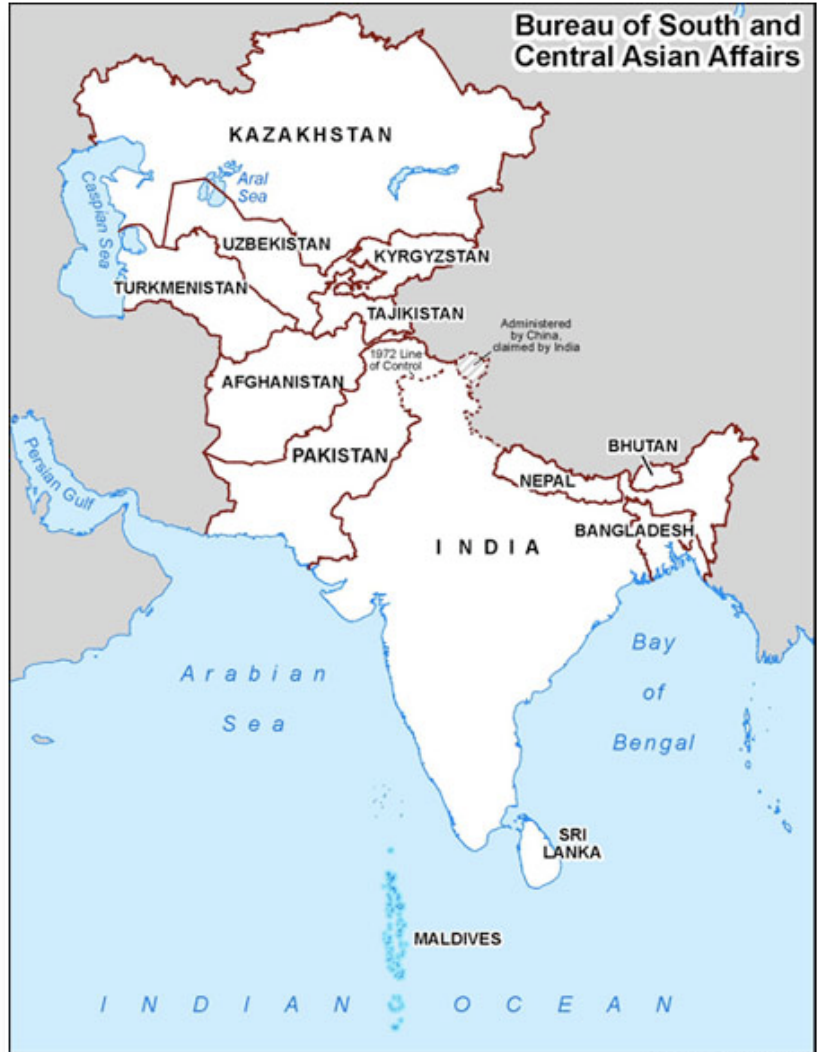 Bureau of South and
Central Asian Affairs
KAZAKHSTAN
Aral
Sea
Caspian Sea
UZBEKISTAN
KYRGYZSTAN
TURKMENISTAN
TAJIKISTAN
Administered
by China,
claimed by India
1972 Line
of Control
AFGHANISTAN
PAKISTAN
BHUTAN
NEPAL
Persian Gulf
BANGLADESH
INDIA
Arabian
Sea
Bay
of
Bengal
SRI
LANKA
MALDIVES
INDIAN OCEAN